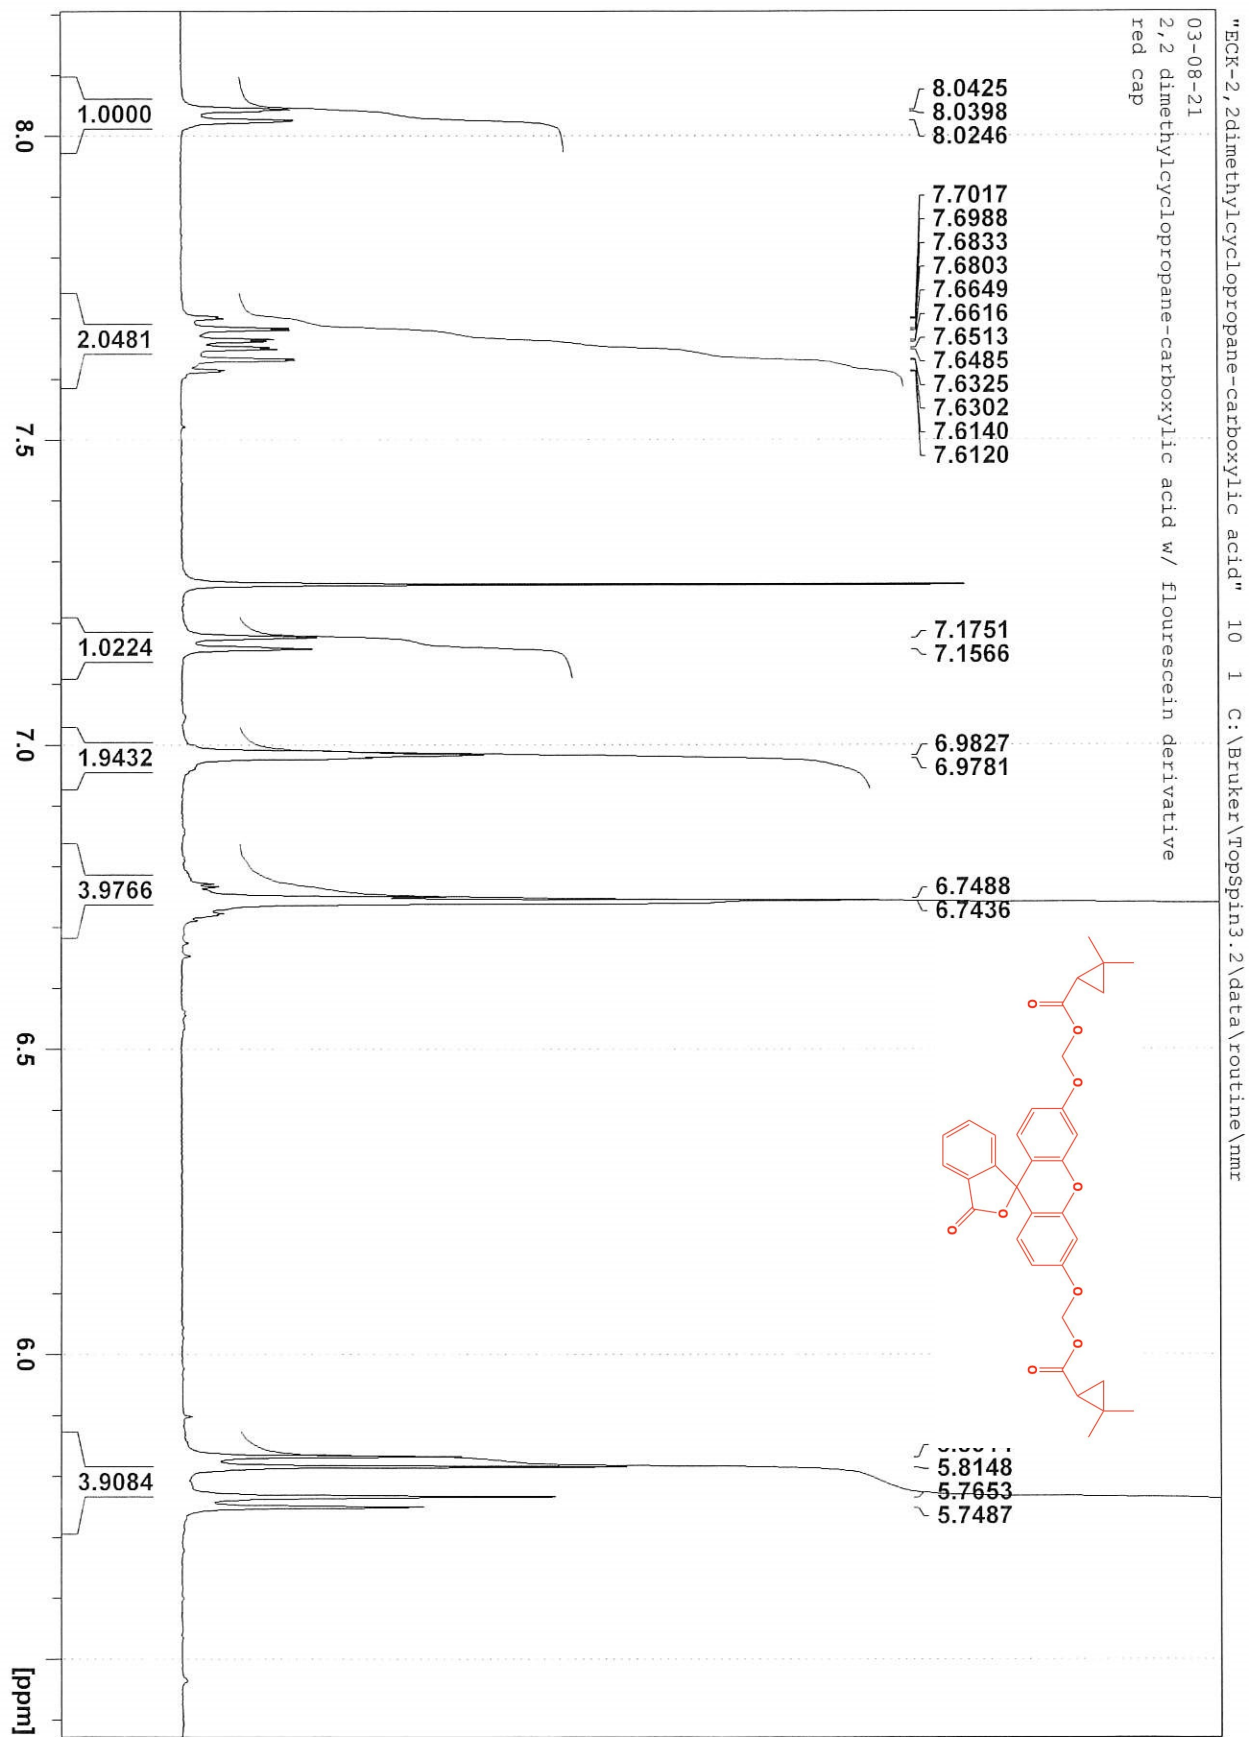 "ECK-2,2dimethylcyclopropane-carboxylic acid" 10 1 C:\Bruker\TopSpin3.2\data\routine\nmr
03-08-21
2,2 dimethylcyclopropane-carboxylic acid w/ flourescein derivative
red cap
8.0425
8.0398
8.0246
7.7017
7.6988
7.6833
7.6803
7.6649
7.6616
7.6513
7.6485
7.6325
7.6302
7.6140
7.6120
7.1751
7.1566
6.9827
6.9781
6.7488
6.7436
5.8148
5.7653
5.7487
O
O
O
O
O
O
O
O
O
1.0000
2.0481
1.0224
1.9432
3.9766
3.9084
8.0
7.5
7.0
6.5
6.0
[ppm]